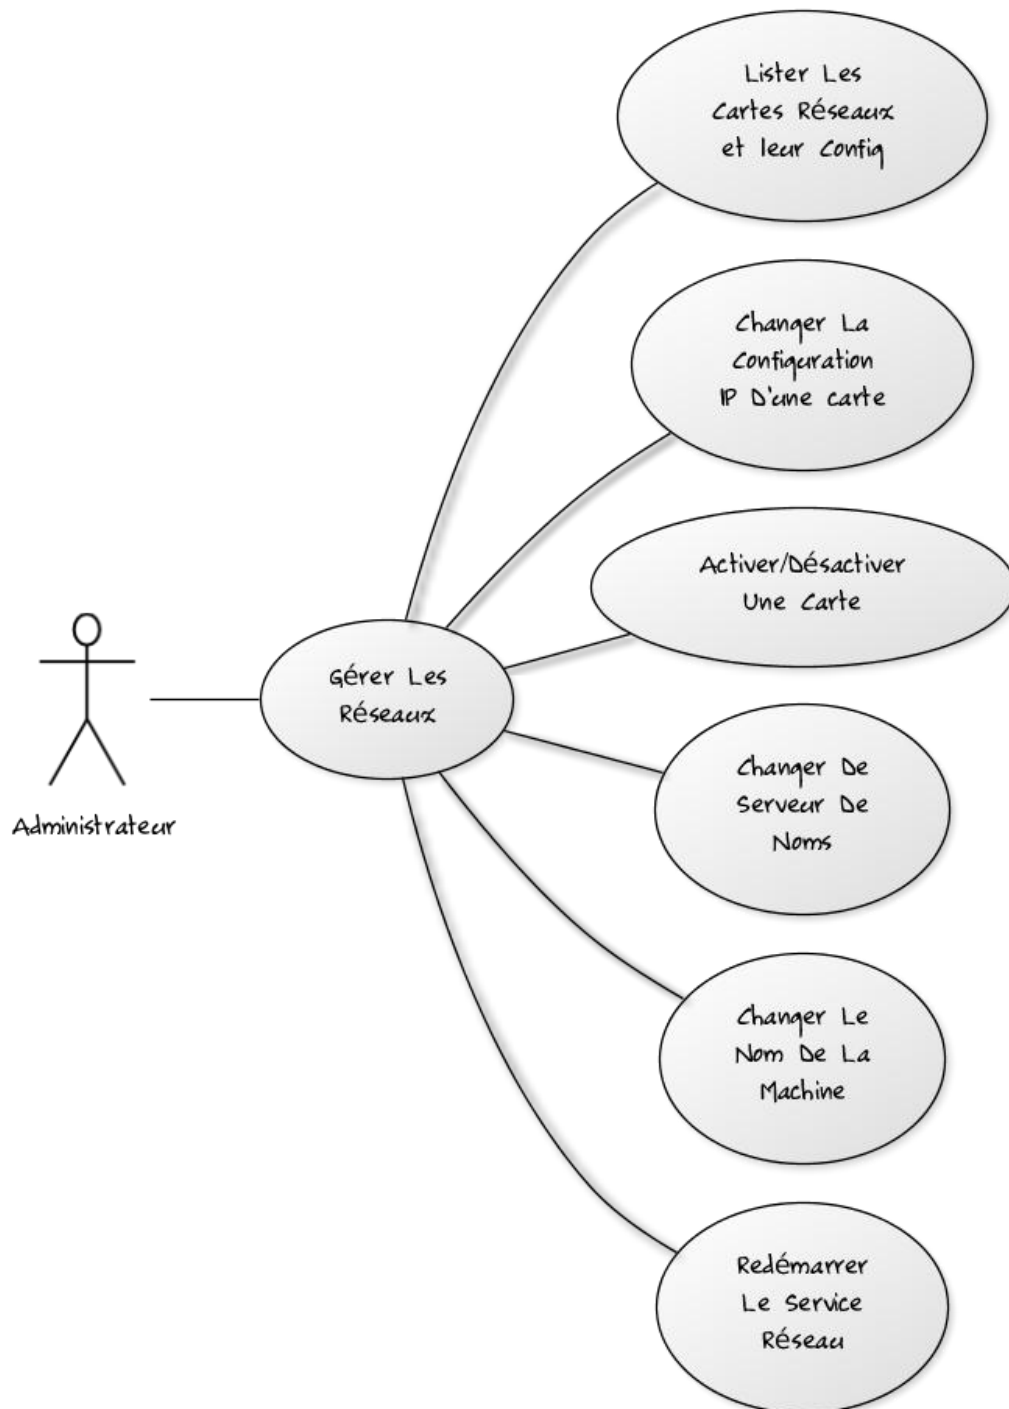 Lister Les
Cartes Réseaux
et leur Config
Changer La
Configuration
IP D'une carte
Activer/Désactiver
Une Carte
Gérer Les
Réseaux
Changer De
Serveur De
Noms
Administrateur
Changer Le
Nom De La
Machine
Redémarrer
Le Service
Réseau